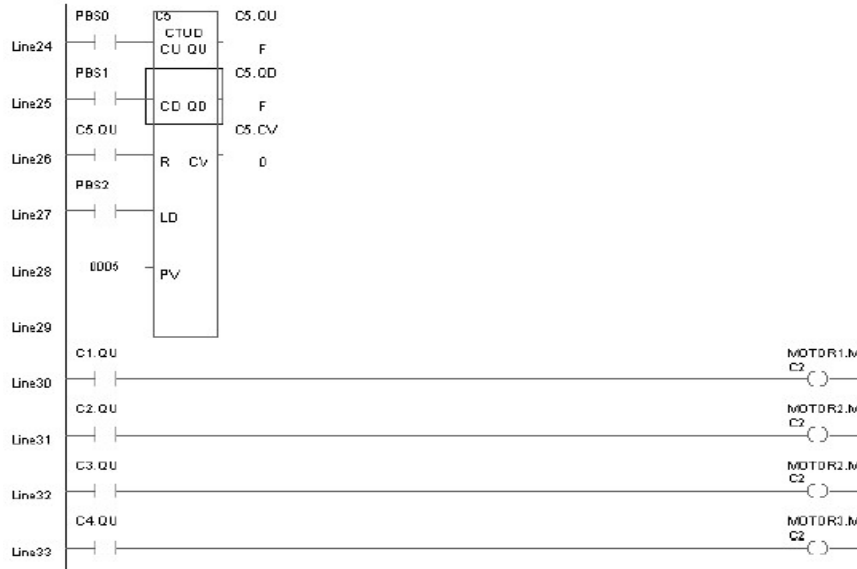 PBS0 C5 C5.QU
CTUD
Line24 CU QU F
PBS1 C5.QD
Line25 CD QD F
C5.QU C5.CV
Line26 R CV 0
PBS2
Line27 LD
Line28 0005 PV
Line29
C1.QU MOTOR1.M
Line30 C2
C2.QU MOTOR2.M
Line31 C2
C3.QU MOTOR2.M
Line32 C2
C4.QU MOTOR3.M
Line33 C2